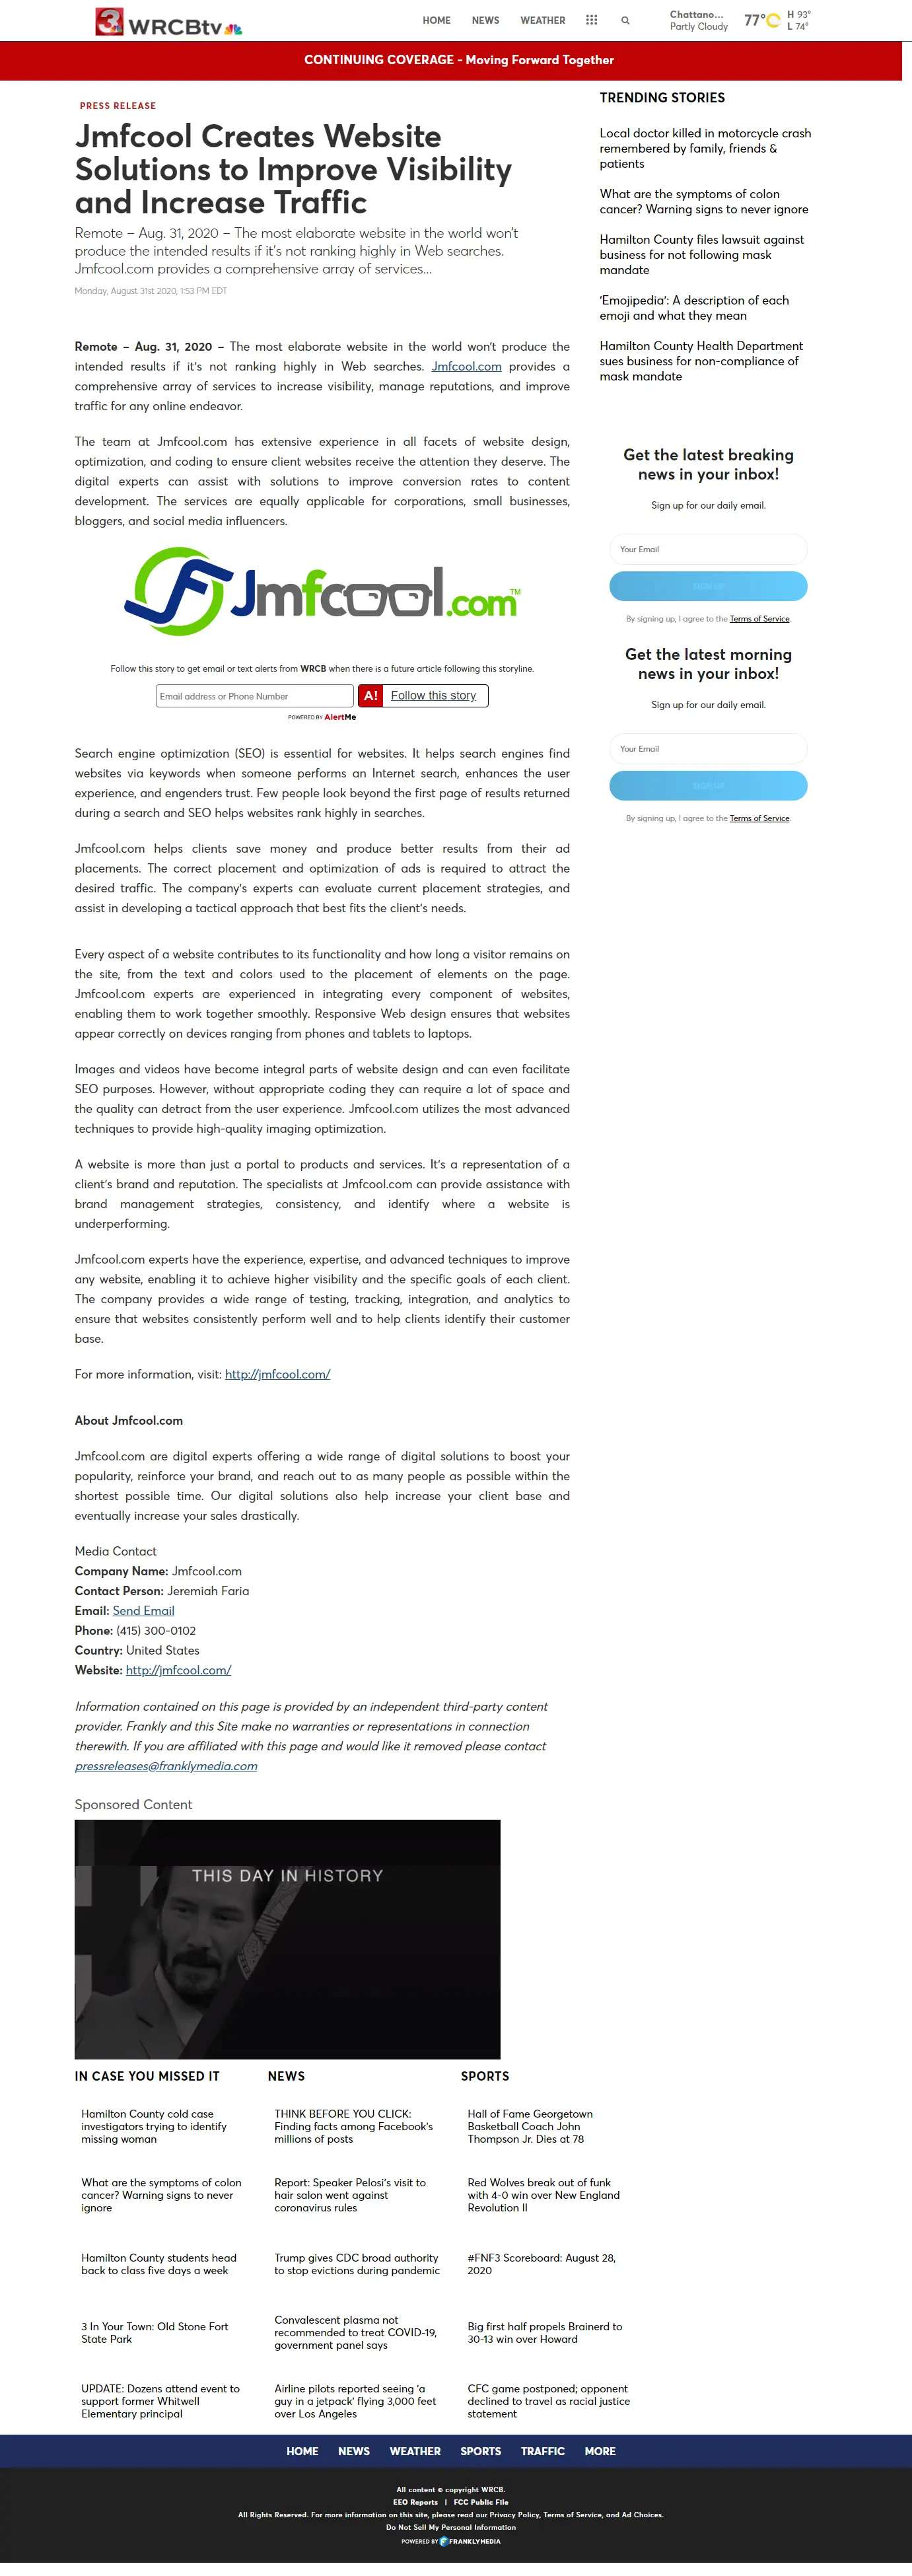 3 WRCBtv
HOME NEWS WEATHER
Chattano...
Partly Cloudy
77°
H 93°
L 74°
CONTINUING COVERAGE - Moving Forward Together
PRESS RELEASE
Jmfcool Creates Website
Solutions to Improve Visibility
and Increase Traffic
Remote – Aug. 31, 2020 – The most elaborate website in the world won't
produce the intended results if it's not ranking highly in Web searches.
Jmfcool.com provides a comprehensive array of services...
Monday, August 31st 2020, 1:53 PM EDT
Remote – Aug. 31, 2020 – The most elaborate website in the world won't produce the
intended results if it's not ranking highly in Web searches. Jmfcool.com provides a
comprehensive array of services to increase visibility, manage reputations, and improve
traffic for any online endeavor.
The team at Jmfcool.com has extensive experience in all facets of website design,
optimization, and coding to ensure client websites receive the attention they deserve. The
digital experts can assist with solutions to improve conversion rates to content
development. The services are equally applicable for corporations, small businesses,
bloggers, and social media influencers.
Jmfcool.com™
Follow this story to get email or text alerts from WRCB when there is a future article following this storyline.
Email address or Phone Number
A! Follow this story
POWERED BY AlertMe
Search engine optimization (SEO) is essential for websites. It helps search engines find
websites via keywords when someone performs an Internet search, enhances the user
experience, and engenders trust. Few people look beyond the first page of results returned
during a search and SEO helps websites rank highly in searches.
Jmfcool.com helps clients save money and produce better results from their ad
placements. The correct placement and optimization of ads is required to attract the
desired traffic. The company's experts can evaluate current placement strategies, and
assist in developing a tactical approach that best fits the client's needs.
Every aspect of a website contributes to its functionality and how long a visitor remains on
the site, from the text and colors used to the placement of elements on the page.
Jmfcool.com experts are experienced in integrating every component of websites,
enabling them to work together smoothly. Responsive Web design ensures that websites
appear correctly on devices ranging from phones and tablets to laptops.
Images and videos have become integral parts of website design and can even facilitate
SEO purposes. However, without appropriate coding they can require a lot of space and
the quality can detract from the user experience. Jmfcool.com utilizes the most advanced
techniques to provide high-quality imaging optimization.
A website is more than just a portal to products and services. It's a representation of a
client's brand and reputation. The specialists at Jmfcool.com can provide assistance with
brand management strategies, consistency, and identify where a website is
underperforming.
Jmfcool.com experts have the experience, expertise, and advanced techniques to improve
any website, enabling it to achieve higher visibility and the specific goals of each client.
The company provides a wide range of testing, tracking, integration, and analytics to
ensure that websites consistently perform well and to help clients identify their customer
base.
For more information, visit: http://jmfcool.com/
About Jmfcool.com
Jmfcool.com are digital experts offering a wide range of digital solutions to boost your
popularity, reinforce your brand, and reach out to as many people as possible within the
shortest possible time. Our digital solutions also help increase your client base and
eventually increase your sales drastically.
Media Contact
Company Name: Jmfcool.com
Contact Person: Jeremiah Faria
Email: Send Email
Phone: (415) 300-0102
Country: United States
Website: http://jmfcool.com/
Information contained on this page is provided by an independent third-party content
provider. Frankly and this Site make no warranties or representations in connection
therewith. If you are affiliated with this page and would like it removed please contact
pressreleases@franklymedia.com
Sponsored Content
THIS DAY IN HISTORY
TRENDING STORIES
Local doctor killed in motorcycle crash
remembered by family, friends &
patients
What are the symptoms of colon
cancer? Warning signs to never ignore
Hamilton County files lawsuit against
business for not following mask
mandate
'Emojipedia': A description of each
emoji and what they mean
Hamilton County Health Department
sues business for non-compliance of
mask mandate
Get the latest breaking
news in your inbox!
Sign up for our daily email.
Your Email
SIGN UP
By signing up, I agree to the Terms of Service.
Get the latest morning
news in your inbox!
Sign up for our daily email.
Your Email
SIGN UP
By signing up, I agree to the Terms of Service.
IN CASE YOU MISSED IT
Hamilton County cold case
investigators trying to identify
missing woman
What are the symptoms of colon
cancer? Warning signs to never
ignore
Hamilton County students head
back to class five days a week
3 In Your Town: Old Stone Fort
State Park
UPDATE: Dozens attend event to
support former Whitwell
Elementary principal
NEWS
THINK BEFORE YOU CLICK:
Finding facts among Facebook's
millions of posts
Report: Speaker Pelosi's visit to
hair salon went against
coronavirus rules
Trump gives CDC broad authority
to stop evictions during pandemic
Convalescent plasma not
recommended to treat COVID-19,
government panel says
Airline pilots reported seeing 'a
guy in a jetpack' flying 3,000 feet
over Los Angeles
SPORTS
Hall of Fame Georgetown
Basketball Coach John
Thompson Jr. Dies at 78
Red Wolves break out of funk
with 4-0 win over New England
Revolution II
#FNF3 Scoreboard: August 28,
2020
Big first half propels Brainerd to
30-13 win over Howard
CFC game postponed; opponent
declined to travel as racial justice
statement
HOME NEWS WEATHER SPORTS TRAFFIC MORE
All content © copyright WRCB.
EEO Reports | FCC Public File
All Rights Reserved. For more information on this site, please read our Privacy Policy, Terms of Service, and Ad Choices.
Do Not Sell My Personal Information
POWERED BY FRANKLYMEDIA